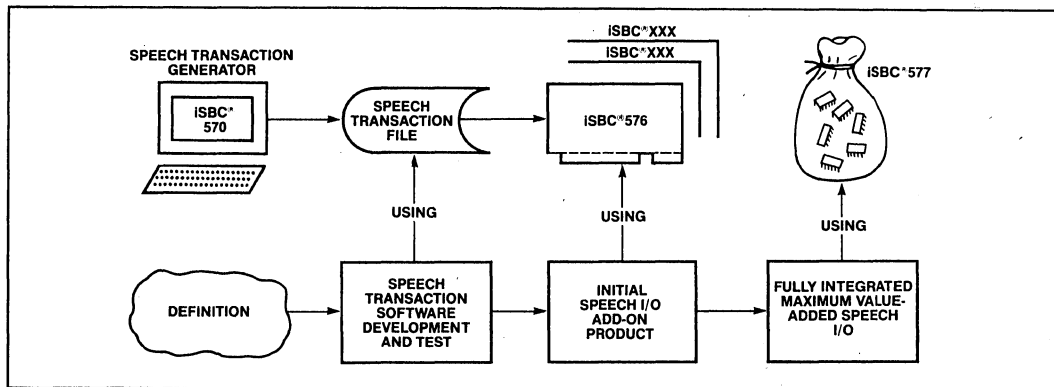 iSBC®XXX
iSBC®XXX
SPEECH TRANSACTION
GENERATOR
iSBC®
570
SPEECH
TRANSACTION
FILE
iSBC®576
iSBC®577
USING
USING
USING
DEFINITION
SPEECH
TRANSACTION
SOFTWARE
DEVELOPMENT
AND TEST
INITIAL
SPEECH I/O
ADD-ON
PRODUCT
FULLY INTEGRATED
MAXIMUM VALUE-
ADDED SPEECH
I/O